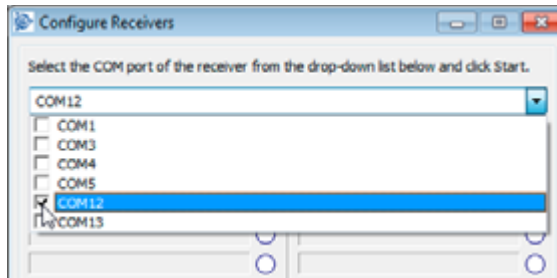 Configure Receivers
Select the COM port of the receiver from the drop-down list below and click Start.
COM12
COM1
COM3
COM4
COM5
COM12
COM13